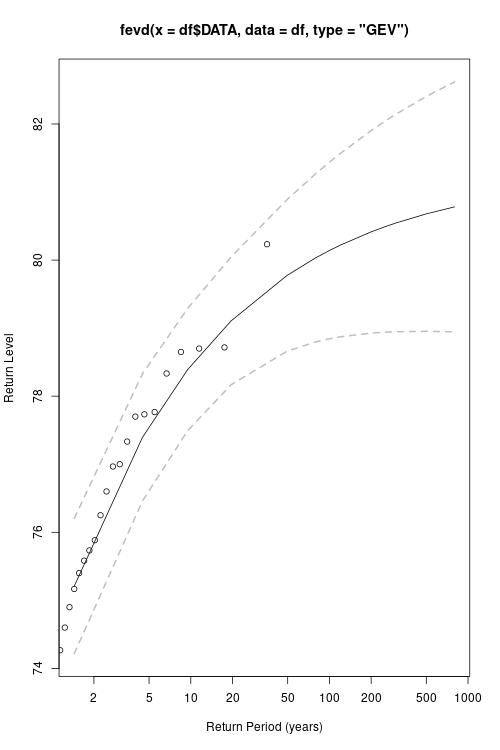 fevd(x = df$DATA, data = df, type = "GEV")
82
80
78
76
74
Return Level
2 5 10 20 50 100 200 500 1000
Return Period (years)